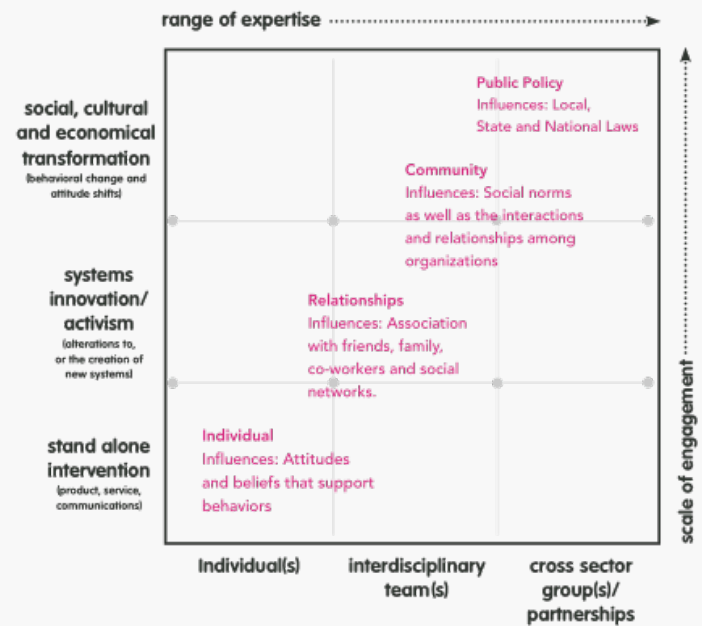 range of expertise
social, cultural
and economical
transformation
(behavioral change and
attitude shifts)
Public Policy
Influences: Local,
State and National Laws
Community
Influences: Social norms
as well as the interactions
and relationships among
organizations
systems
innovation/
activism
(alterations to,
or the creation of
new systems)
Relationships
Influences: Association
with friends, family,
co-workers and social
networks.
stand alone
intervention
(product, service,
communications)
Individual
Influences: Attitudes
and beliefs that support
behaviors
scale of engagement
Individual(s)
interdisciplinary
team(s)
cross sector
group(s)/
partnerships